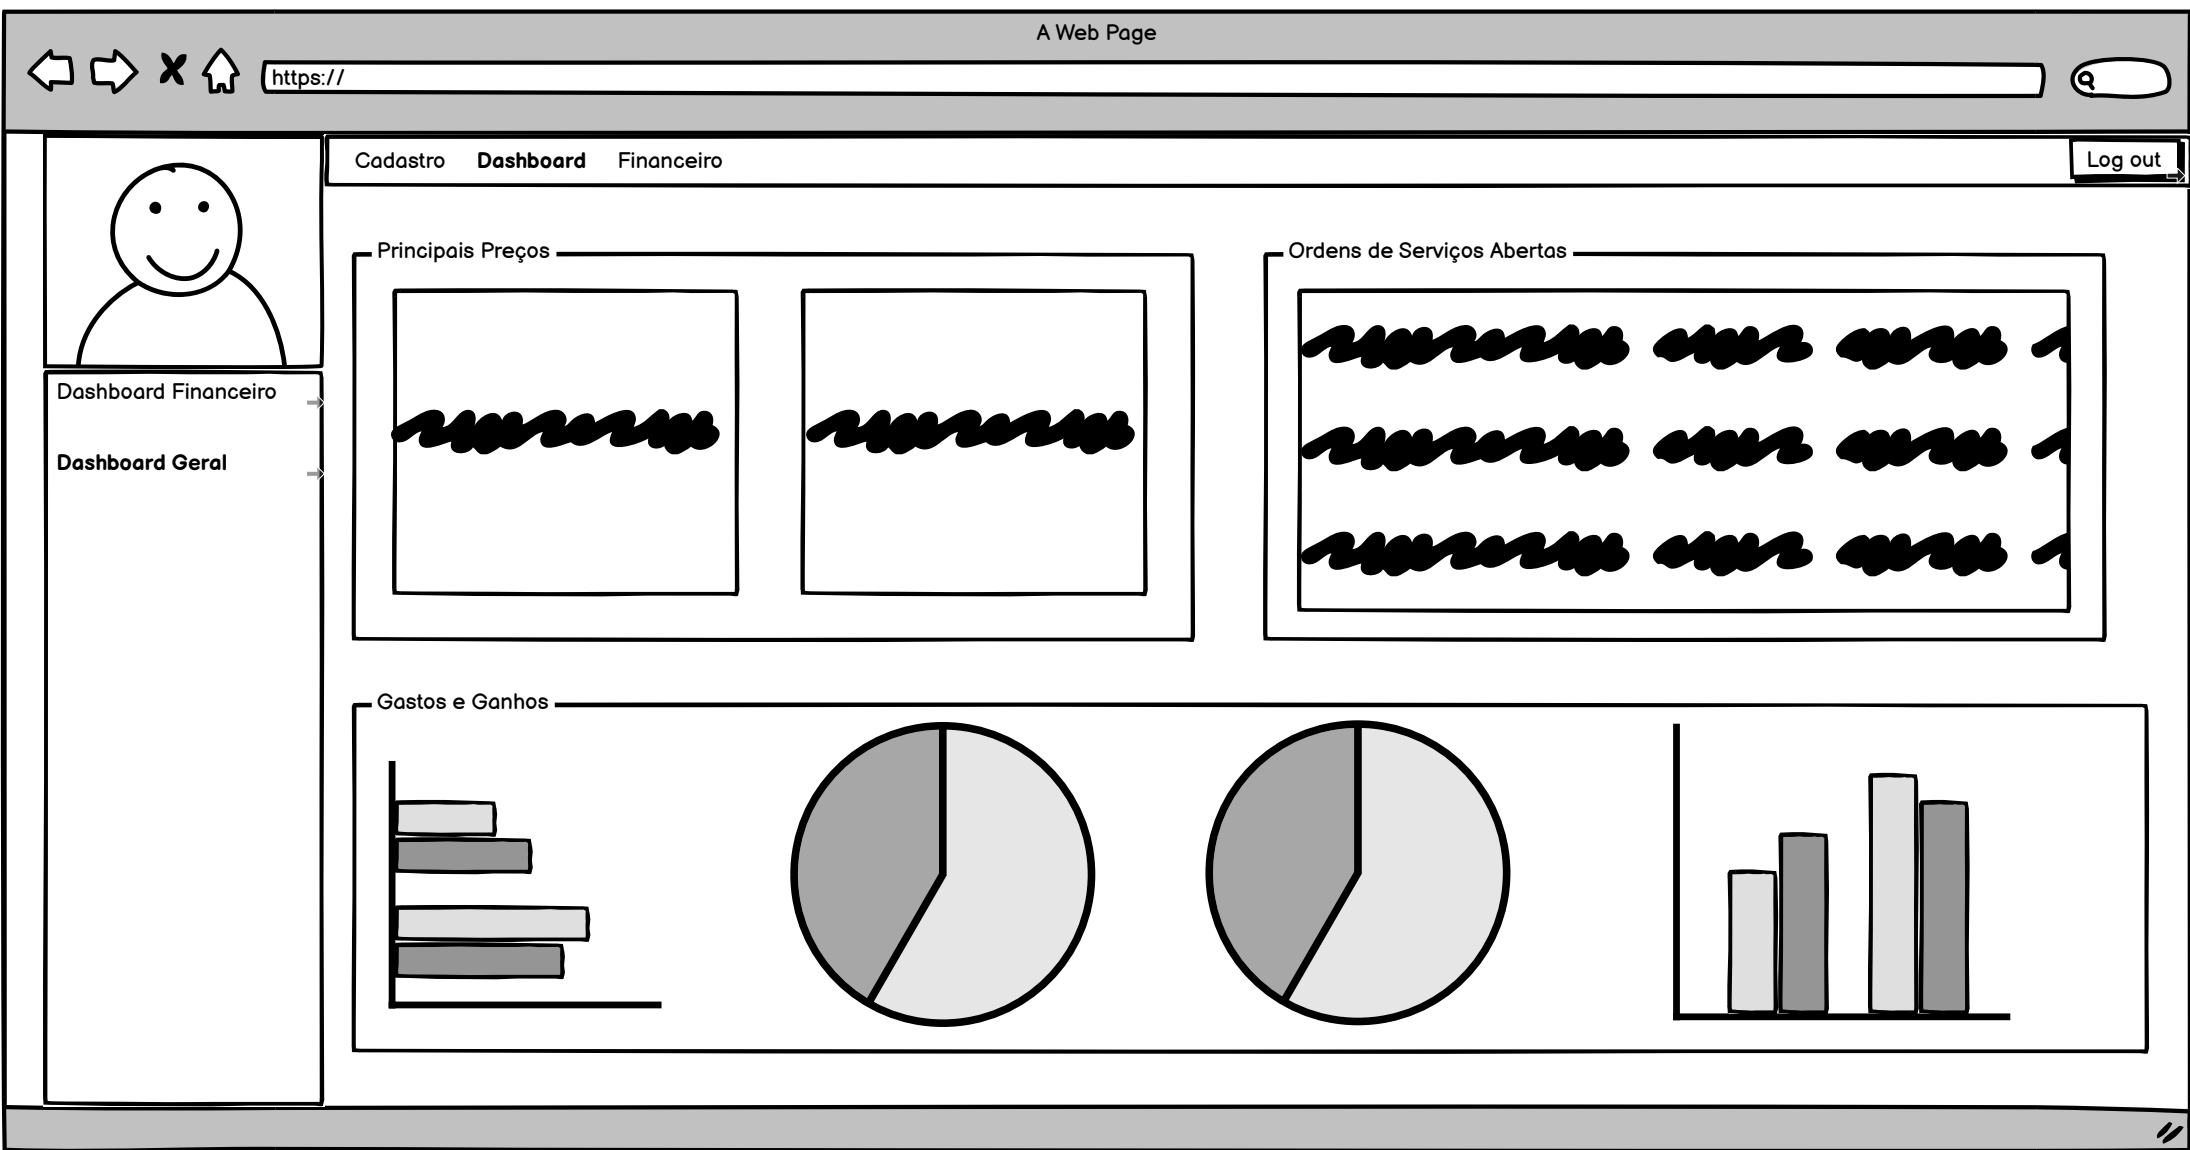 A Web Page
https://
Cadastro Dashboard Financeiro
Log out
Dashboard Financeiro
Dashboard Geral
Principais Preços
Ordens de Serviços Abertas
Gastos e Ganhos